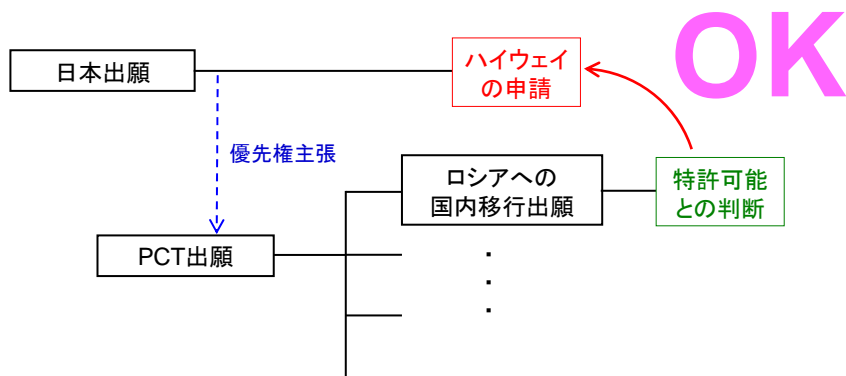 OK
日本出願
ハイウェイ
の申請
優先権主張
ロシアへの
国内移行出願
特許可能
との判断
PCT出願